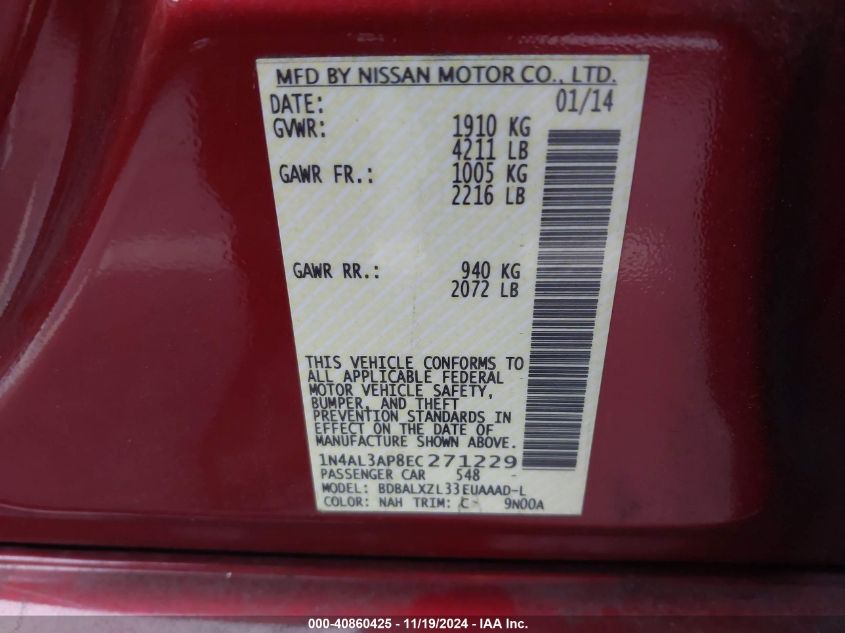 MFD BY NISSAN MOTOR CO., LTD.
DATE: 01/14
GVWR: 1910 KG
4211 LB
GAWR FR.: 1005 KG
2216 LB
GAWR RR.: 940 KG
2072 LB
THIS VEHICLE CONFORMS TO
ALL APPLICABLE FEDERAL
MOTOR VEHICLE SAFETY,
BUMPER, AND THEFT
PREVENTION STANDARDS IN
EFFECT ON THE DATE OF
MANUFACTURE SHOWN ABOVE.
1N4AL3AP8EC271229
PASSENGER CAR 548
MODEL: BDBALXZL33EUAAAD-L
COLOR: NAH TRIM: C- 9N00A
000-40860425 - 11/19/2024 - IAA Inc.